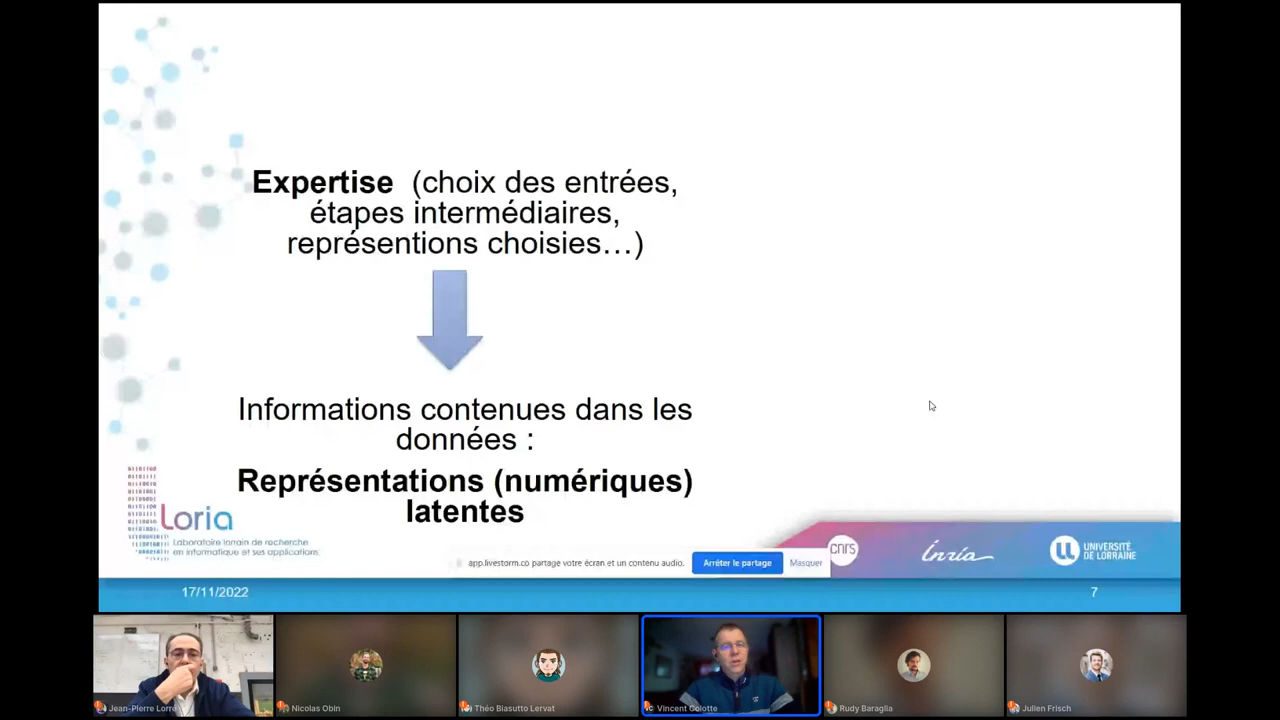 Expertise (choix des entrées,
étapes intermédiaires,
représentions choisies…)
Informations contenues dans les
données :
Représentations (numériques)
latentes
Loria
Laboratoire lorrain de recherche
en informatique et ses applications
app.livestorm.co partage votre écran et un contenu audio.
Arrêter le partage
Masquer
cnrs
Inria
UNIVERSITÉ
DE LORRAINE
17/11/2022
7
Jean-Pierre Lorré
Nicolas Obin
Théo Biasutto Lervat
Vincent Colotte
Rudy Baraglia
Julien Frisch